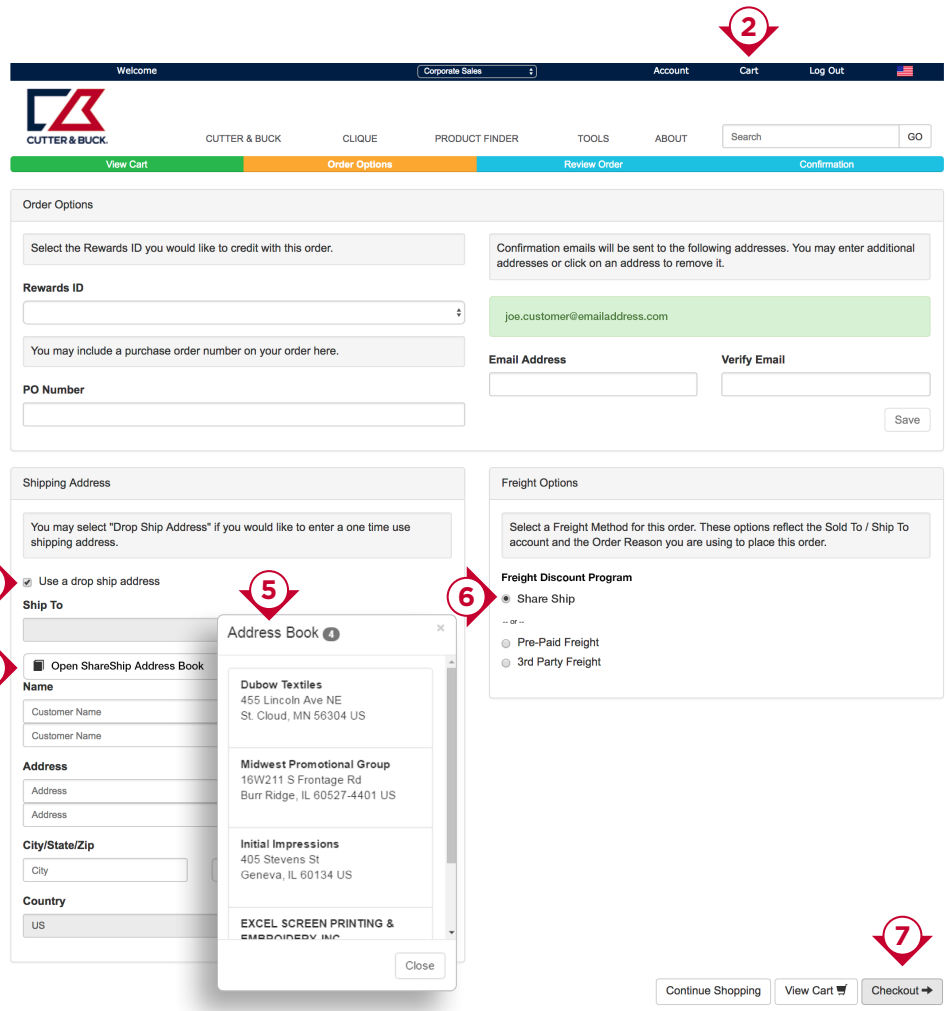 2
Welcome
Corporate Sales
Account
Cart
Log Out
CUTTER & BUCK.
CUTTER & BUCK
CLIQUE
PRODUCT FINDER
TOOLS
ABOUT
Search
GO
View Cart
Order Options
Review Order
Confirmation
Order Options
Select the Rewards ID you would like to credit with this order.
Rewards ID
You may include a purchase order number on your order here.
PO Number
Confirmation emails will be sent to the following addresses. You may enter additional
addresses or click on an address to remove it.
joe.customer@emailaddress.com
Email Address
Verify Email
Save
Shipping Address
You may select "Drop Ship Address" if you would like to enter a one time use
shipping address.
Use a drop ship address
Ship To
Open ShareShip Address Book
Name
Customer Name
Customer Name
Address
Address
Address
City/State/Zip
City
Country
US
5
Address Book 4
×
Dubow Textiles
455 Lincoln Ave NE
St. Cloud, MN 56304 US
Midwest Promotional Group
16W211 S Frontage Rd
Burr Ridge, IL 60527-4401 US
Initial Impressions
405 Stevens St
Geneva, IL 60134 US
EXCEL SCREEN PRINTING &
EMBROIDERY, INC
Close
Freight Options
Select a Freight Method for this order. These options reflect the Sold To / Ship To
account and the Order Reason you are using to place this order.
Freight Discount Program
6
Share Ship
-- or --
Pre-Paid Freight
3rd Party Freight
7
Continue Shopping
View Cart
Checkout